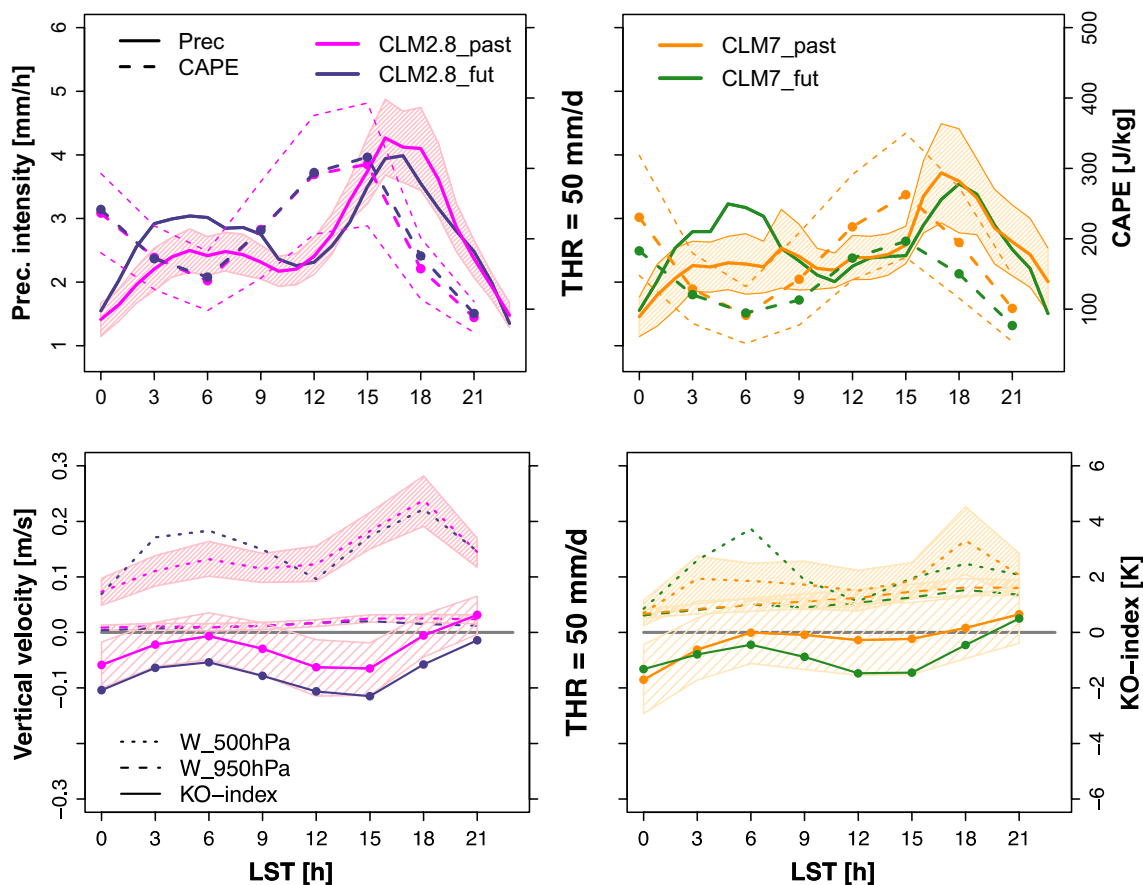 Prec
CAPE
CLM2.8_past
CLM2.8_fut
Prec. intensity [mm/h]
6
5
4
3
2
1
0 3 6 9 12 15 18 21
THR = 50 mm/d
CLM7_past
CLM7_fut
CAPE [J/kg]
500
400
300
200
100
0 3 6 9 12 15 18 21
Vertical velocity [m/s]
0.3
0.2
0.1
0.0
−0.1
−0.3
W_500hPa
W_950hPa
KO−index
0 3 6 9 12 15 18 21
LST [h]
THR = 50 mm/d
KO−index [K]
6
4
2
0
−2
−4
−6
0 3 6 9 12 15 18 21
LST [h]